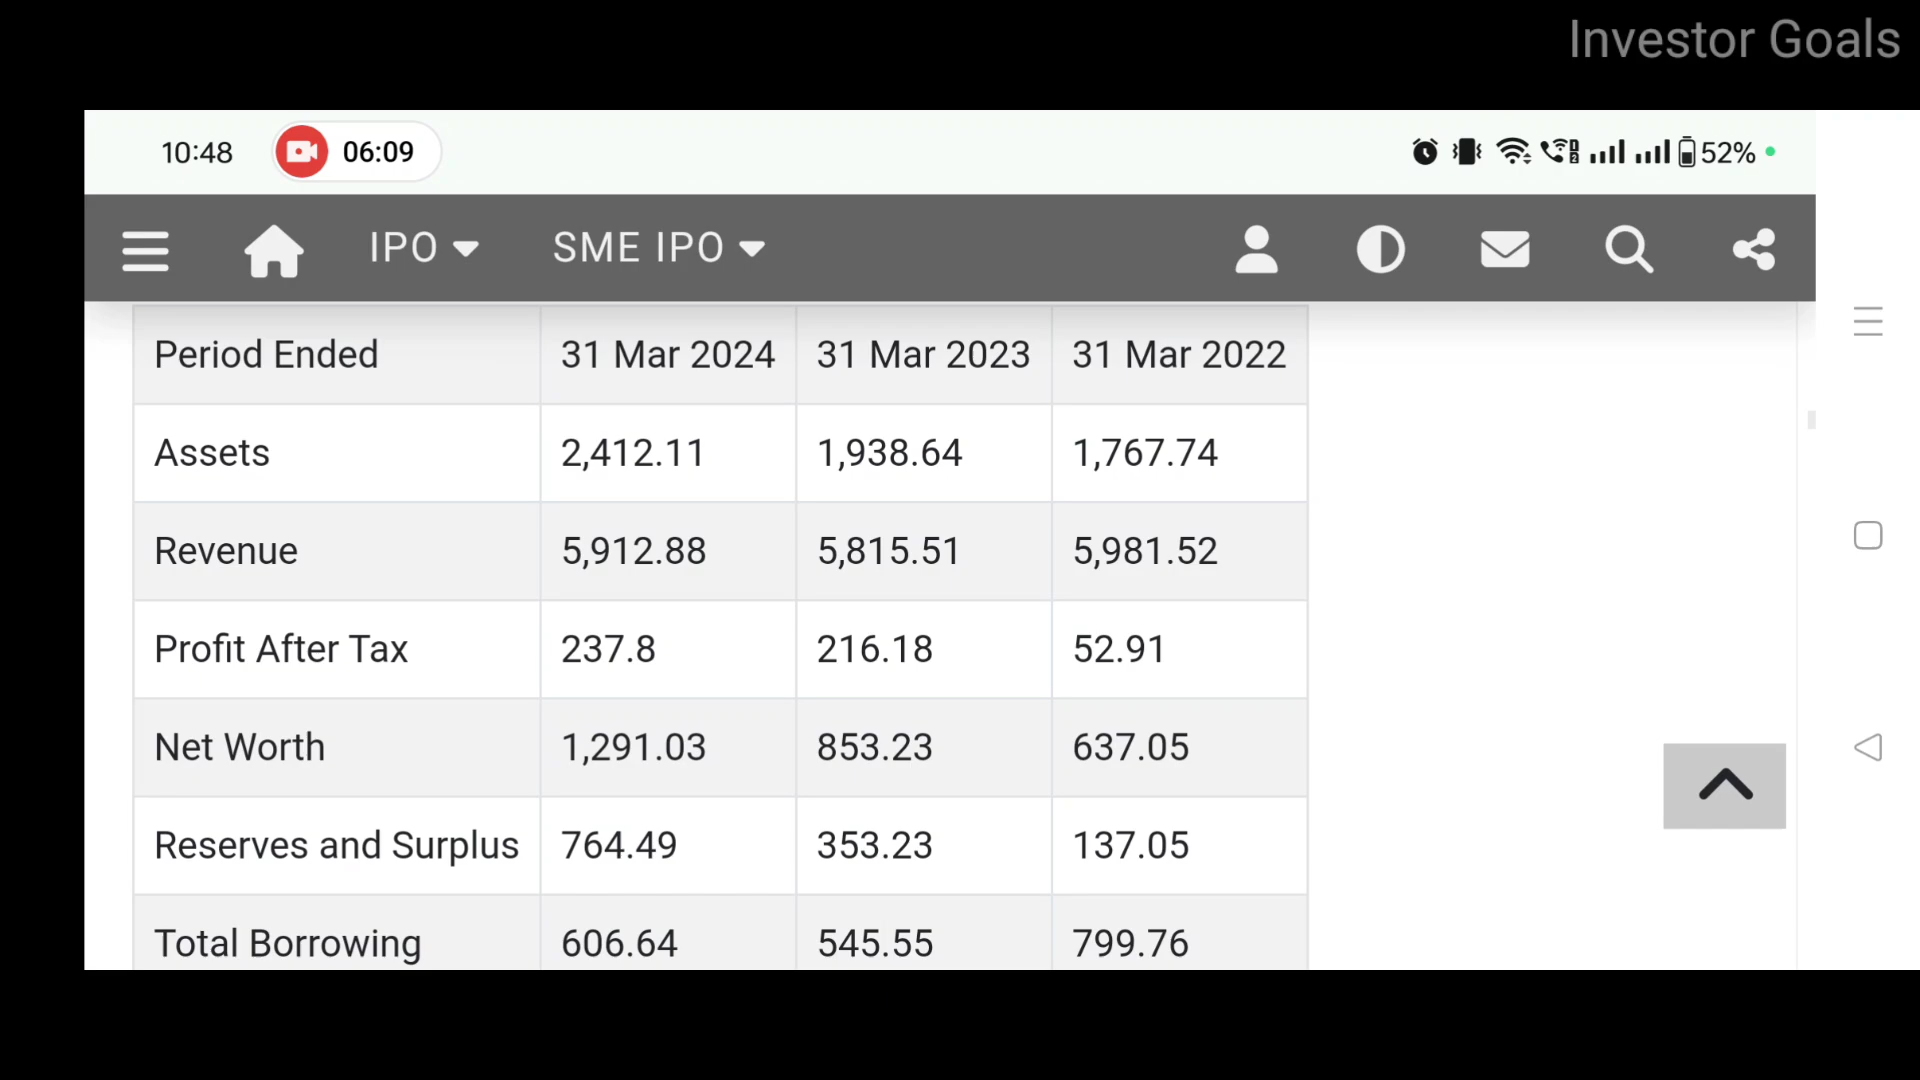 Investor Goals
10:48 06:09 52%
IPO SME IPO
Period Ended 31 Mar 2024 31 Mar 2023 31 Mar 2022
Assets 2,412.11 1,938.64 1,767.74
Revenue 5,912.88 5,815.51 5,981.52
Profit After Tax 237.8 216.18 52.91
Net Worth 1,291.03 853.23 637.05
Reserves and Surplus 764.49 353.23 137.05
Total Borrowing 606.64 545.55 799.76